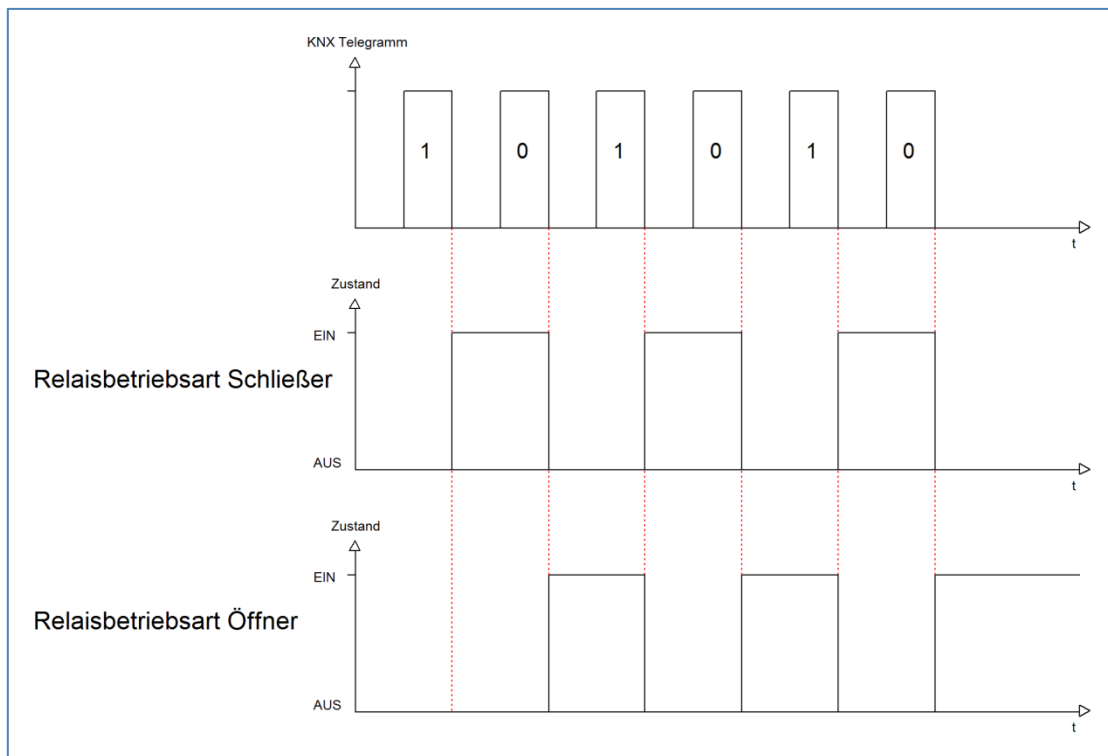 KNX Telegramm
1 0 1 0 1 0
t
Zustand
EIN
Relaisbetriebsart Schließer
AUS
t
Zustand
EIN
Relaisbetriebsart Öffner
AUS
t